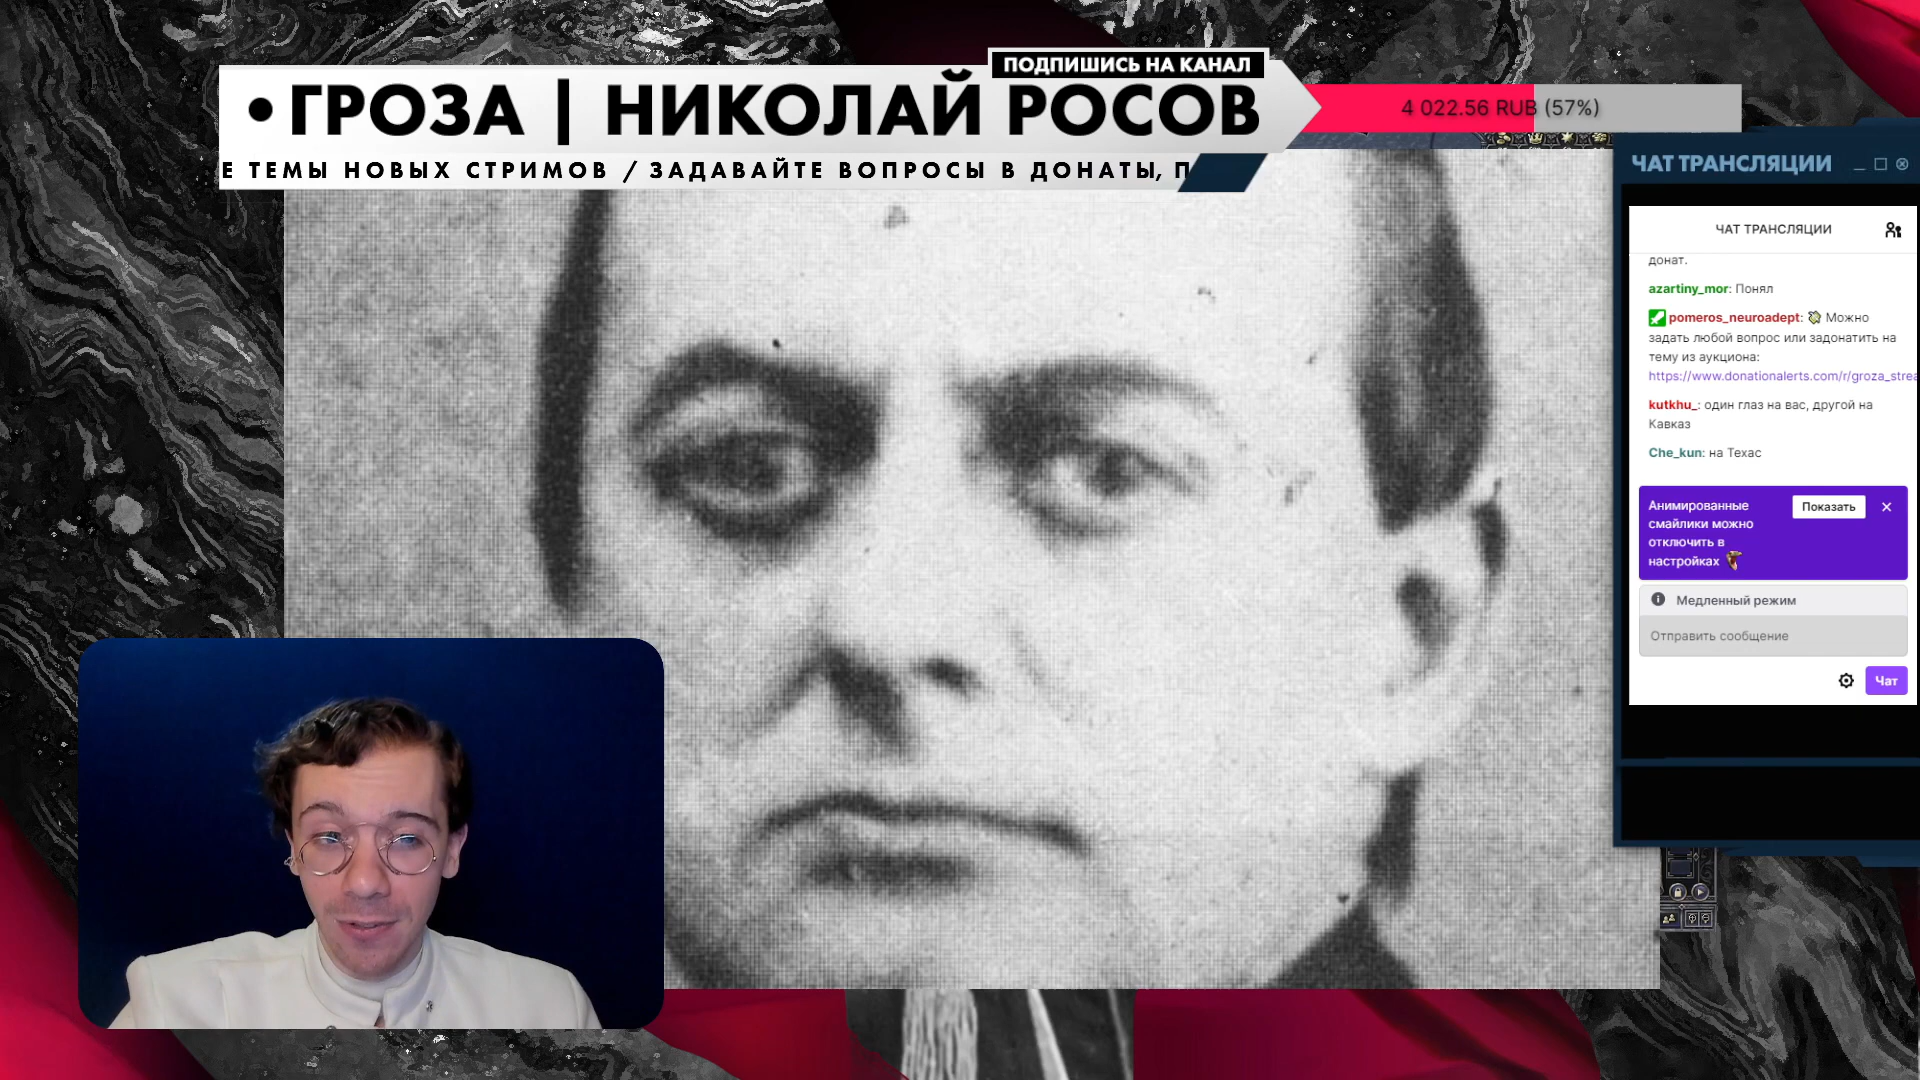 ПОДПИШИСЬ НА КАНАЛ
• ГРОЗА | НИКОЛАЙ РОСОВ
4 022.56 RUB (57%)
Е ТЕМЫ НОВЫХ СТРИМОВ / ЗАДАВАЙТЕ ВОПРОСЫ В ДОНАТЫ, П
ЧАТ ТРАНСЛЯЦИИ
ЧАТ ТРАНСЛЯЦИИ
донат.
azartiny_mor: Понял
pomeros_neuroadept: Можно
задать любой вопрос или задонатить на
тему из аукциона:
https://www.donationalerts.com/r/groza_strea
kutkhu_: один глаз на вас, другой на
Кавказ
Che_kun: на Техас
Анимированные
смайлики можно
отключить в
настройках
Показать
Медленный режим
Отправить сообщение
Чат